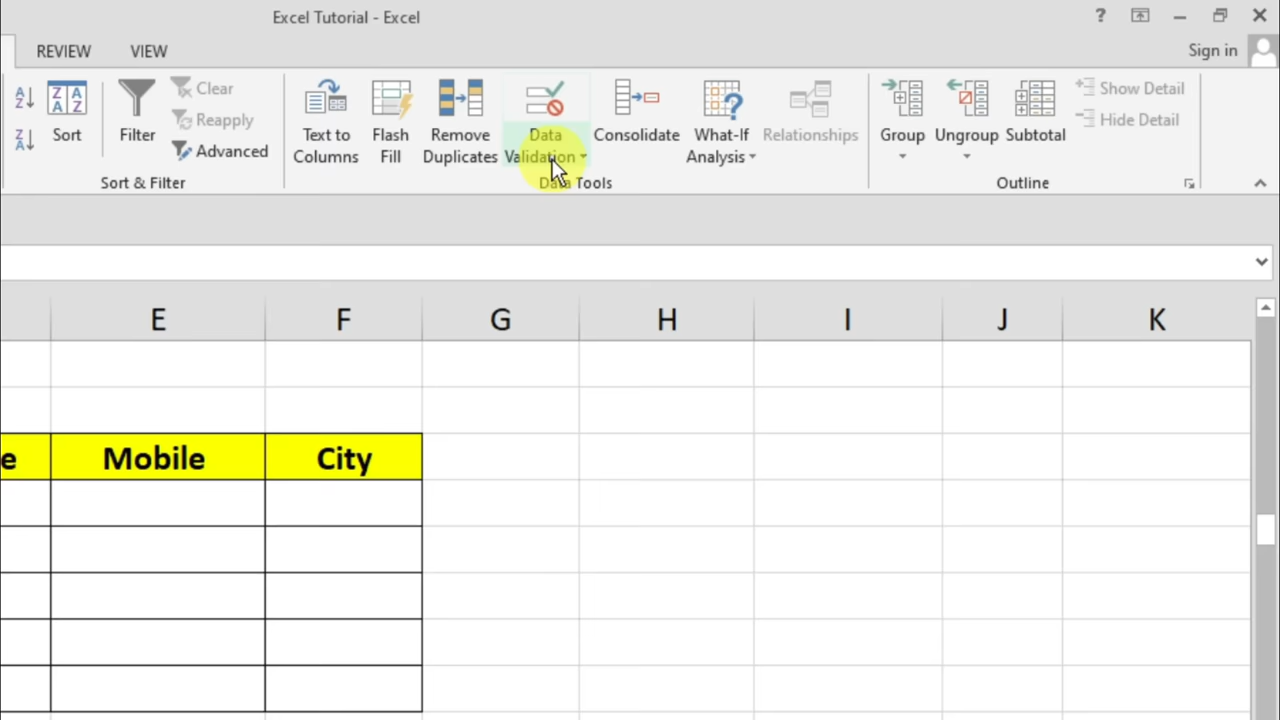 Excel Tutorial - Excel
?
REVIEW VIEW
Sign in
Clear
Reapply
Advanced
Sort
Filter
Text to
Columns
Flash
Fill
Remove
Duplicates
Data
Validation
Consolidate
What-If
Analysis
Relationships
Group
Ungroup
Subtotal
Show Detail
Hide Detail
Sort & Filter
Data Tools
Outline
E F G H I J K
e Mobile City